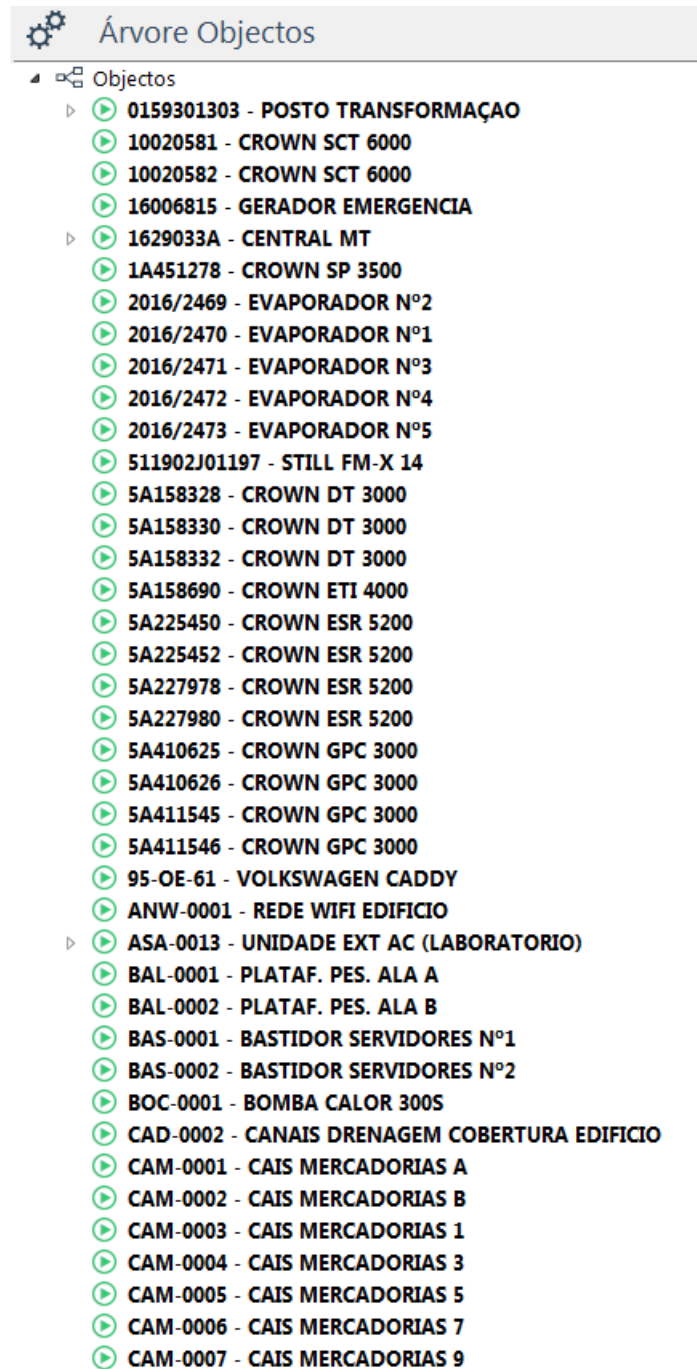 Árvore Objectos
Objectos
0159301303 - POSTO TRANSFORMAÇAO
10020581 - CROWN SCT 6000
10020582 - CROWN SCT 6000
16006815 - GERADOR EMERGENCIA
1629033A - CENTRAL MT
1A451278 - CROWN SP 3500
2016/2469 - EVAPORADOR Nº2
2016/2470 - EVAPORADOR Nº1
2016/2471 - EVAPORADOR Nº3
2016/2472 - EVAPORADOR Nº4
2016/2473 - EVAPORADOR Nº5
511902J01197 - STILL FM-X 14
5A158328 - CROWN DT 3000
5A158330 - CROWN DT 3000
5A158332 - CROWN DT 3000
5A158690 - CROWN ETI 4000
5A225450 - CROWN ESR 5200
5A225452 - CROWN ESR 5200
5A227978 - CROWN ESR 5200
5A227980 - CROWN ESR 5200
5A410625 - CROWN GPC 3000
5A410626 - CROWN GPC 3000
5A411545 - CROWN GPC 3000
5A411546 - CROWN GPC 3000
95-OE-61 - VOLKSWAGEN CADDY
ANW-0001 - REDE WIFI EDIFICIO
ASA-0013 - UNIDADE EXT AC (LABORATORIO)
BAL-0001 - PLATAF. PES. ALA A
BAL-0002 - PLATAF. PES. ALA B
BAS-0001 - BASTIDOR SERVIDORES Nº1
BAS-0002 - BASTIDOR SERVIDORES Nº2
BOC-0001 - BOMBA CALOR 300S
CAD-0002 - CANAIS DRENAGEM COBERTURA EDIFICIO
CAM-0001 - CAIS MERCADORIAS A
CAM-0002 - CAIS MERCADORIAS B
CAM-0003 - CAIS MERCADORIAS 1
CAM-0004 - CAIS MERCADORIAS 3
CAM-0005 - CAIS MERCADORIAS 5
CAM-0006 - CAIS MERCADORIAS 7
CAM-0007 - CAIS MERCADORIAS 9